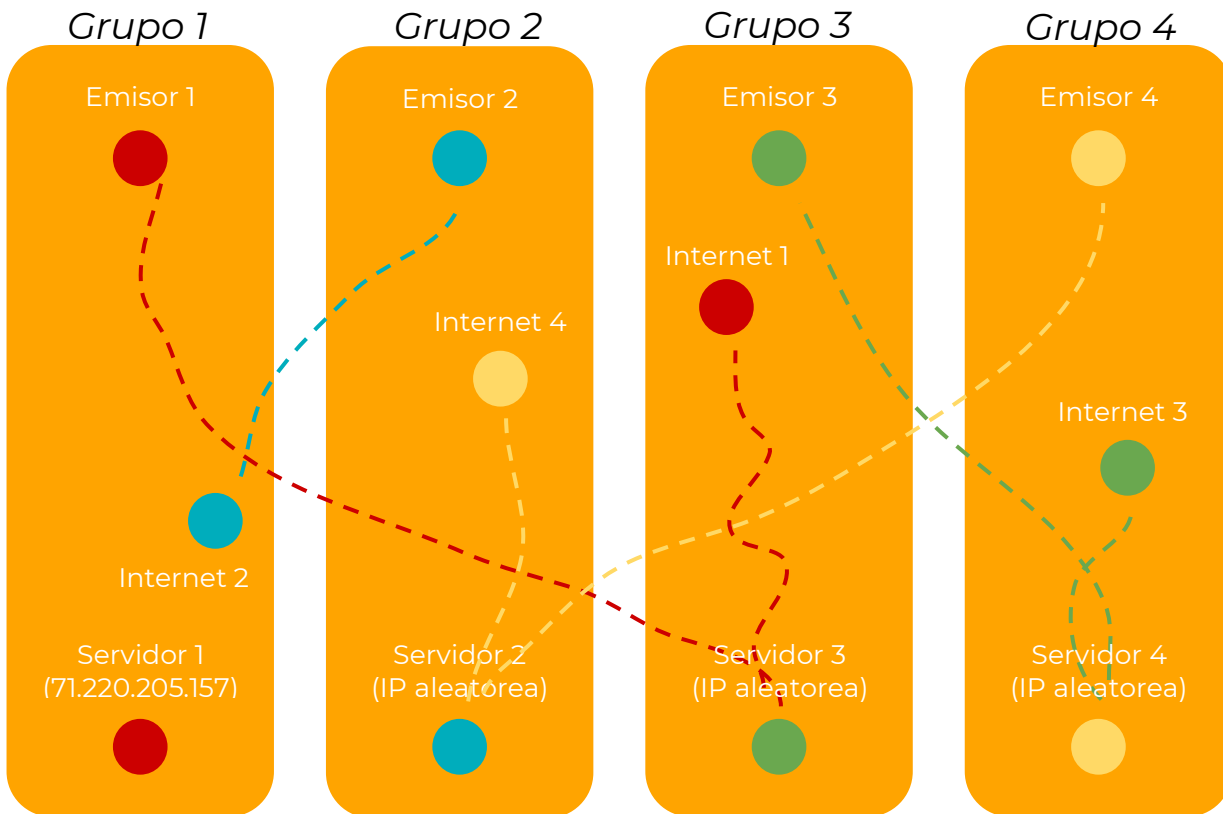 Grupo 1
Grupo 2
Grupo 3
Grupo 4
Emisor 1
Emisor 2
Emisor 3
Emisor 4
Internet 1
Internet 4
Internet 3
Internet 2
Servidor 1
(71.220.205.157)
Servidor 2
(IP aleatorea)
Servidor 3
(IP aleatorea)
Servidor 4
(IP aleatorea)